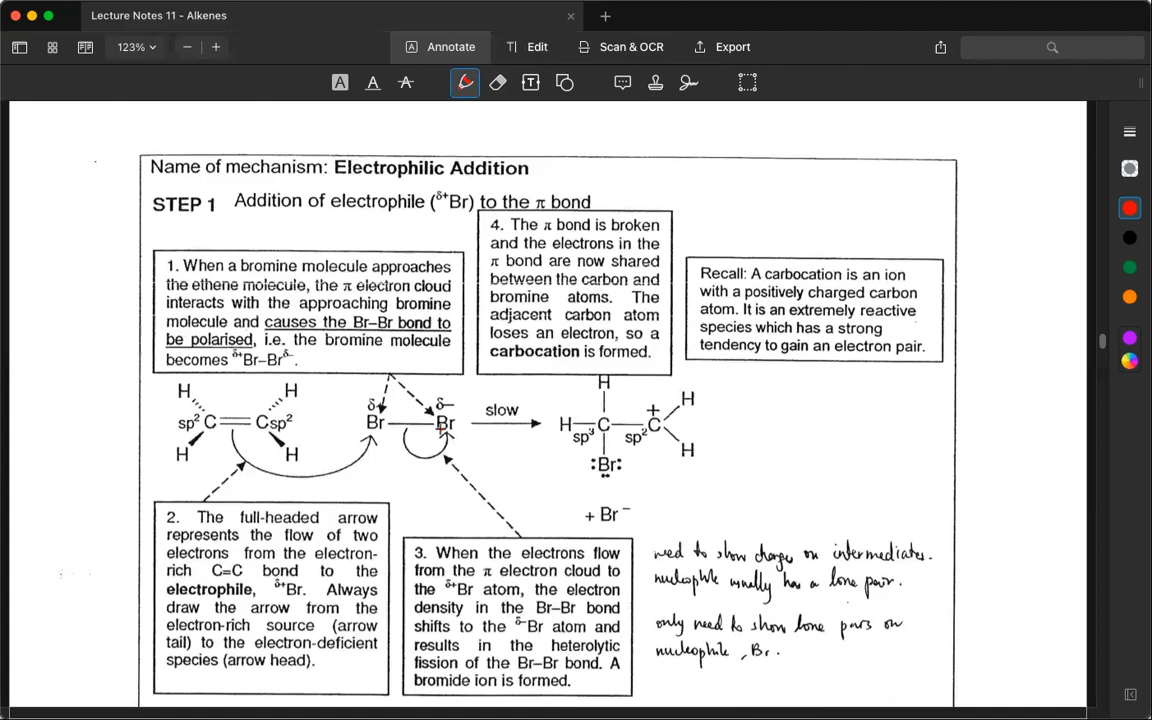 Lecture Notes 11 - Alkenes
123%
Annotate
Edit
Scan & OCR
Export
Name of mechanism: Electrophilic Addition
STEP 1 Addition of electrophile (δ+Br) to the π bond
1. When a bromine molecule approaches
the ethene molecule, the π electron cloud
interacts with the approaching bromine
molecule and causes the Br–Br bond to
be polarised, i.e. the bromine molecule
becomes δ+Br–Brδ-.
4. The π bond is broken
and the electrons in the
π bond are now shared
between the carbon and
bromine atoms. The
adjacent carbon atom
loses an electron, so a
carbocation is formed.
Recall: A carbocation is an ion
with a positively charged carbon
atom. It is an extremely reactive
species which has a strong
tendency to gain an electron pair.
H H δ+ δ– H H
sp² C C sp² Br Br slow H C C +
H H sp³ sp² H
:Br:
+ Br –
2. The full-headed arrow
represents the flow of two
electrons from the electron-
rich C=C bond to the
electrophile, δ+Br. Always
draw the arrow from the
electron-rich source (arrow
tail) to the electron-deficient
species (arrow head).
3. When the electrons flow
from the π electron cloud to
the δ+Br atom, the electron
density in the Br–Br bond
shifts to the δ-Br atom and
results in the heterolytic
fission of the Br–Br bond. A
bromide ion is formed.
need to show charge on intermediates.
nucleophile usually has a lone pair.
only need to show lone pairs on
nucleophile, Br.